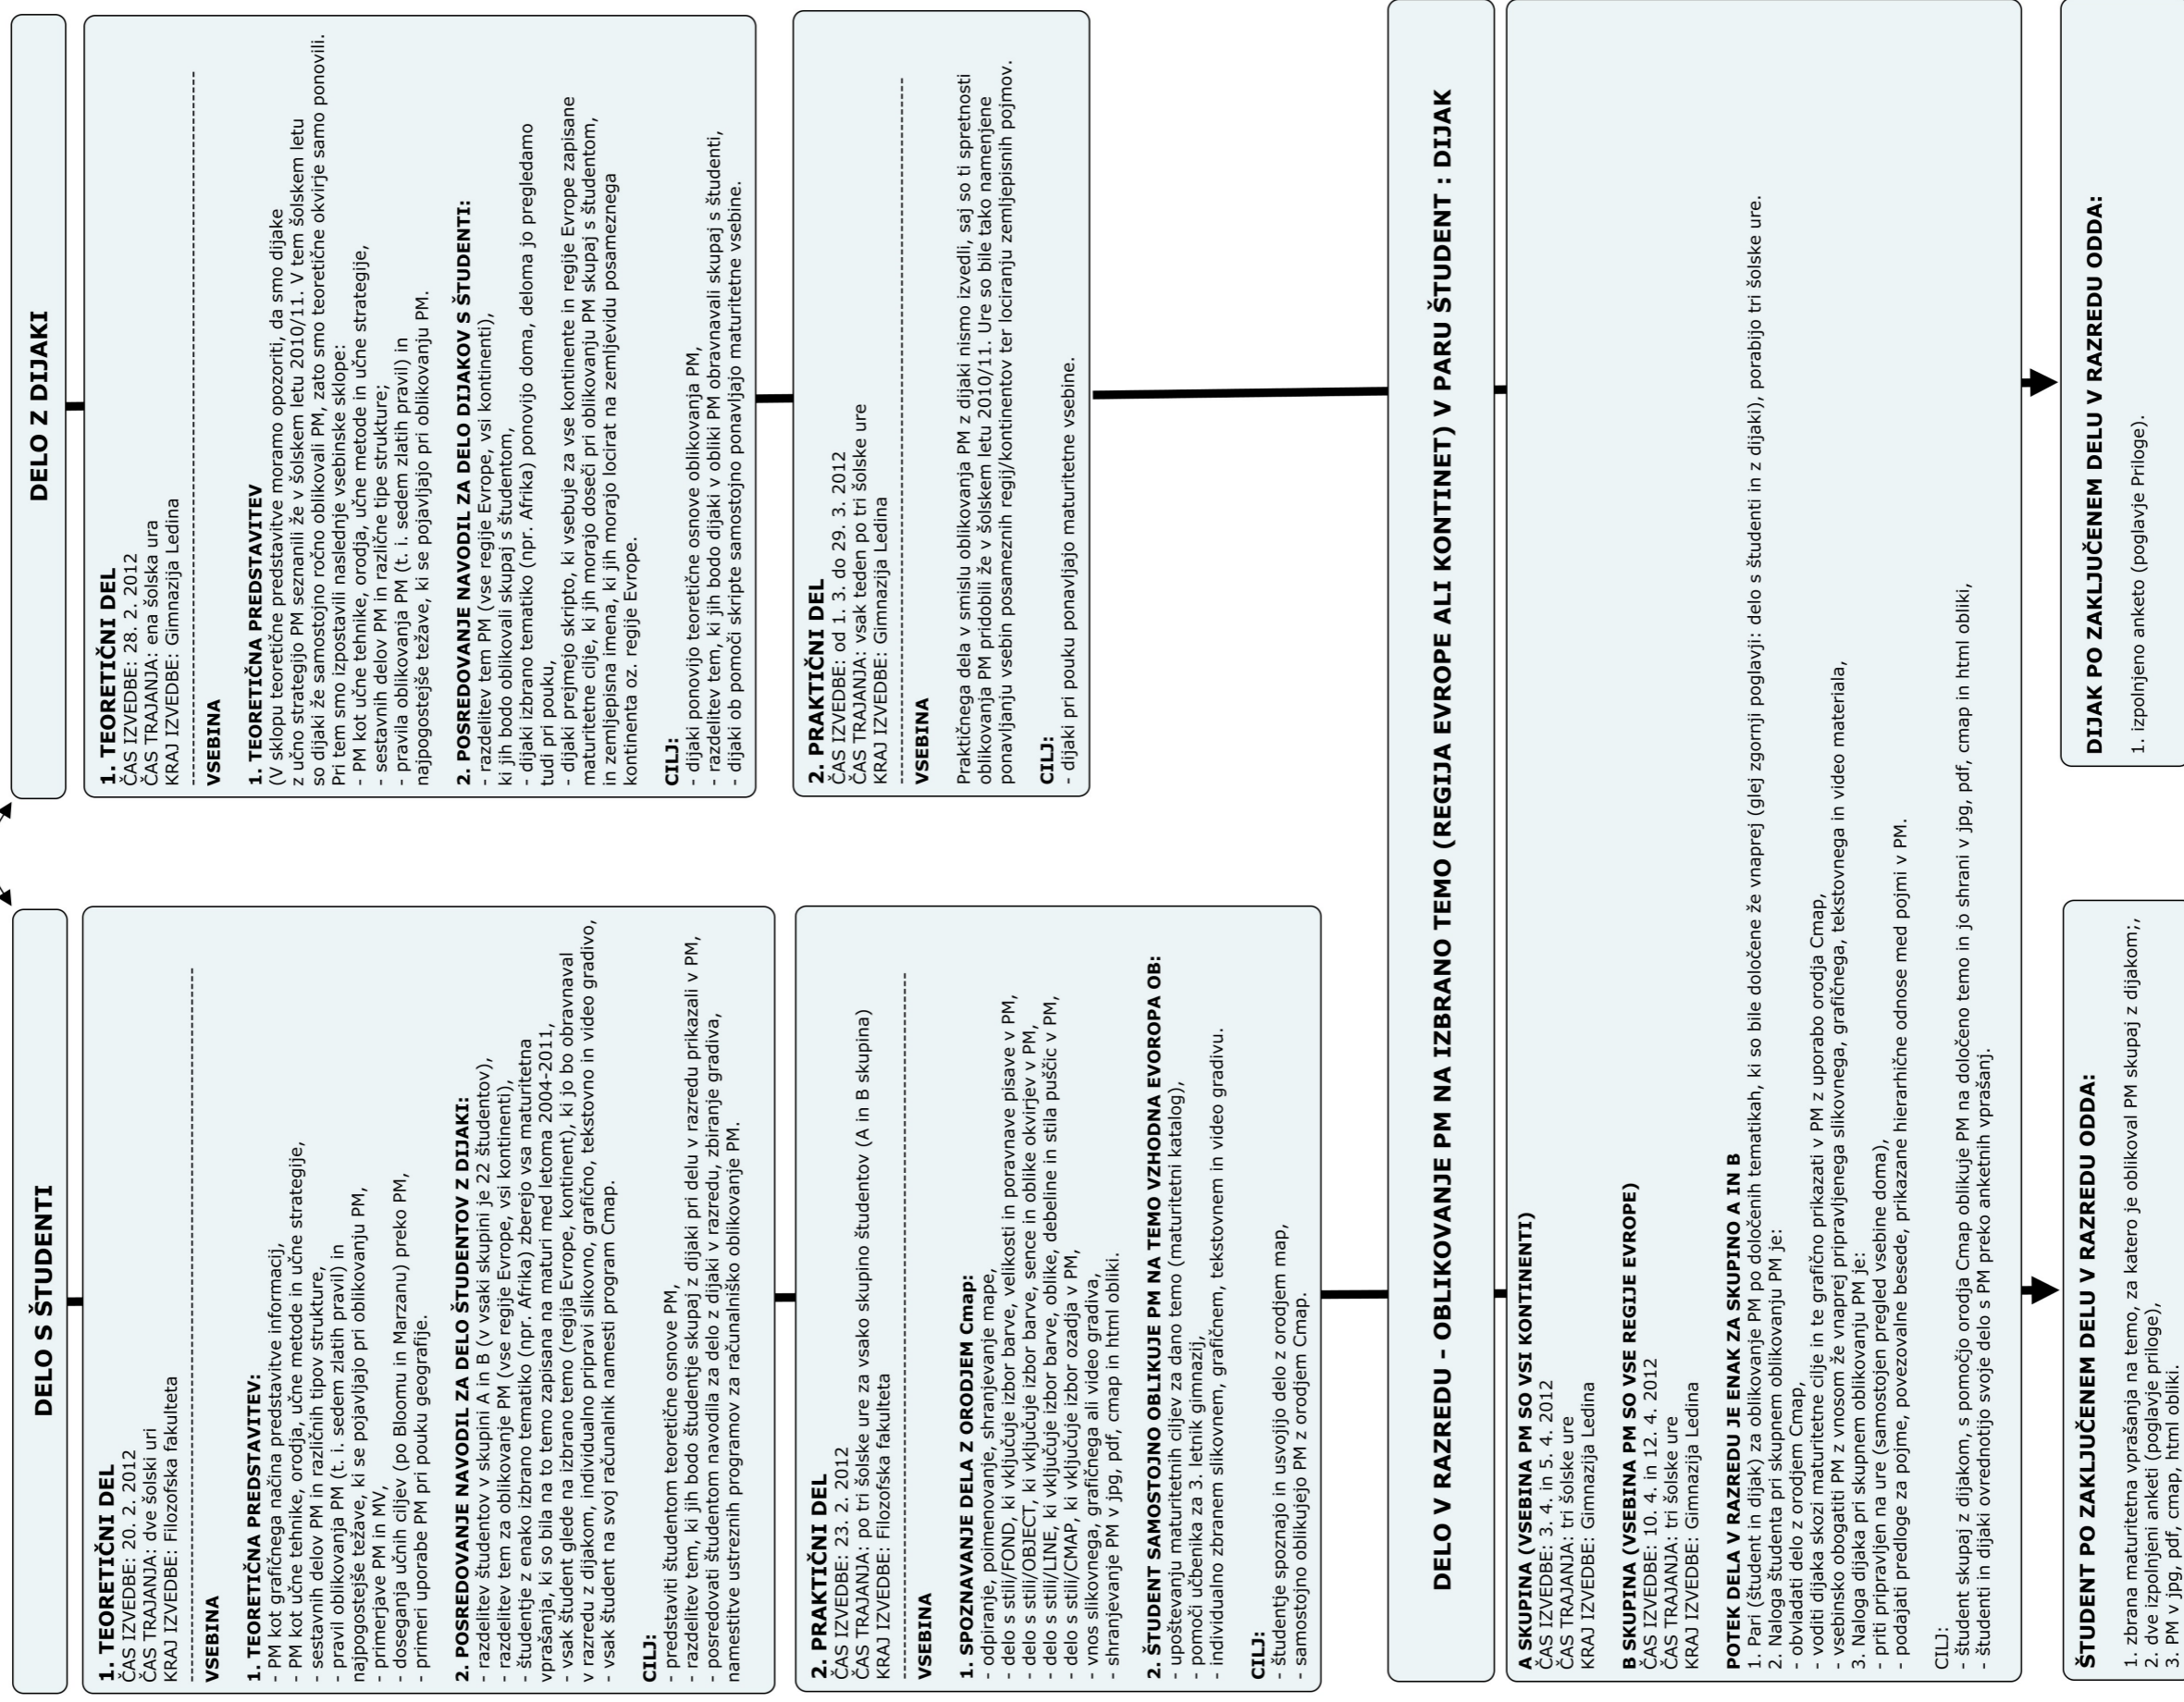 DELO S ŠTUDENTI
1. TEORETIČNI DEL
ČAS IZVEDBE: 20. 2. 2012
ČAS TRAJANJA: dve šolski uri
KRAJ IZVEDBE: Filozofska fakulteta
VSEBINA
1. TEORETIČNA PREDSTAVITEV:
- PM kot grafičnega načina predstavitve informacij,
- PM kot učne tehnike, orodja, učne metode in učne strategije,
- sestavnih delov PM in različnih tipov strukture,
- pravil oblikovanja PM (t. i. sedem zlatih pravil) in
najpogostejše težave, ki se pojavljajo pri oblikovanju PM,
- primerjave PM in MV,
- doseganja učnih ciljev (po Bloomu in Marzanu) preko PM,
- primeri uporabe PM pri pouku geografije.
2. POSREDOVANJE NAVODIL ZA DELO ŠTUDENTOV Z DIJAKI:
- razdelitev študentov v skupini A in B (v vsaki skupini je 22 študentov),
- razdelitev tem za oblikovanje PM (vse regije Evrope, vsi kontinenti),
- študentje z enako izbrano tematiko (npr. Afrika) zberejo vsa maturitetna
vprašanja, ki so bila na to temo zapisana na maturi med letoma 2004-2011,
- vsak študent glede na izbrano temo (regija Evrope, kontinent), ki jo bo obravnaval
v razredu z dijakom, individualno pripravi slikovno, grafično, tekstovno in video gradivo,
- vsak študent na svoj računalnik namesti program Cmap.
CILJ:
- predstaviti študentom teoretične osnove PM,
- razdelitev tem, ki jih bodo študentje skupaj z dijaki pri delu v razredu prikazali v PM,
- posredovati študentom navodila za delo z dijaki v razredu, zbiranje gradiva,
namestitve ustreznih programov za računalniško oblikovanje PM.
2. PRAKTIČNI DEL
ČAS IZVEDBE: 23. 2. 2012
ČAS TRAJANJA: po tri šolske ure za vsako skupino študentov (A in B skupina)
KRAJ IZVEDBE: Filozofska fakulteta
VSEBINA
1. SPOZNAVANJE DELA Z ORODJEM Cmap:
- odpiranje, poimenovanje, shranjevanje mape,
- delo s stili/FOND, ki vključuje izbor barve, velikosti in poravnave pisave v PM,
- delo s stili/OBJECT, ki vključuje izbor barve, sence in oblike okvirjev v PM,
- delo s stili/LINE, ki vključuje izbor barve, oblike, debeline in stila puščic v PM,
- delo s stili/CMAP, ki vključuje izbor ozadja v PM,
- vnos slikovnega, grafičnega ali video gradiva,
- shranjevanje PM v jpg, pdf, cmap in html obliki.
2. ŠTUDENT SAMOSTOJNO OBLIKUJE PM NA TEMO VZHODNA EVOROPA OB:
- upoštevanju maturitetnih ciljev za dano temo (maturitetni katalog),
- pomoči učbenika za 3. letnik gimnazij,
- individualno zbranem slikovnem, grafičnem, tekstovnem in video gradivu.
CILJ:
- študentje spoznajo in usvojijo delo z orodjem map,
- samostojno oblikujejo PM z orodjem Cmap.
DELO Z DIJAKI
1. TEORETIČNI DEL
ČAS IZVEDBE: 28. 2. 2012
ČAS TRAJANJA: ena šolska ura
KRAJ IZVEDBE: Gimnazija Ledina
VSEBINA
1. TEORETIČNA PREDSTAVITEV
(V sklopu teoretične predstavitve moramo opozoriti, da smo dijake
z učno strategijo PM seznanili že v šolskem letu 2010/11. V tem šolskem letu
so dijaki že samostojno ročno oblikovali PM, zato smo teoretične okvirje samo ponovili.
Pri tem smo izpostavili naslednje vsebinske sklope:
- PM kot učne tehnike, orodja, učne metode in učne strategije,
- sestavnih delov PM in različne tipe strukture;
- pravila oblikovanja PM (t. i. sedem zlatih pravil) in
najpogostejše težave, ki se pojavljajo pri oblikovanju PM.
2. POSREDOVANJE NAVODIL ZA DELO DIJAKOV S ŠTUDENTI:
- razdelitev tem PM (vse regije Evrope, vsi kontinenti),
ki jih bodo oblikovali skupaj s študentom,
- dijaki izbrano tematiko (npr. Afrika) ponovijo doma, deloma jo pregledamo
tudi pri pouku,
- dijaki prejmejo skripto, ki vsebuje za vse kontinente in regije Evrope zapisane
maturitetne cilje, ki jih morajo doseči pri oblikovanju PM skupaj s študentom,
in zemljepisna imena, ki jih morajo locirat na zemljevidu posameznega
kontinenta oz. regije Evrope.
CILJ:
- dijaki ponovijo teoretične osnove oblikovanja PM,
- razdelitev tem, ki jih bodo dijaki v obliki PM obravnavali skupaj s študenti,
- dijaki ob pomoči skripte samostojno ponavljajo maturitetne vsebine.
2. PRAKTIČNI DEL
ČAS IZVEDBE: od 1. 3. do 29. 3. 2012
ČAS TRAJANJA: vsak teden po tri šolske ure
KRAJ IZVEDBE: Gimnazija Ledina
VSEBINA
Praktičnega dela v smislu oblikovanja PM z dijaki nismo izvedli, saj so ti spretnosti
oblikovanja PM pridobili že v šolskem letu 2010/11. Ure so bile tako namenjene
ponavljanju vsebin posameznih regij/kontinentov ter lociranju zemljepisnih pojmov.
CILJ:
- dijaki pri pouku ponavljajo maturitetne vsebine.
DELO V RAZREDU - OBLIKOVANJE PM NA IZBRANO TEMO (REGIJA EVROPE ALI KONTINET) V PARU ŠTUDENT : DIJAK
A SKUPINA (VSEBINA PM SO VSI KONTINENTI)
ČAS IZVEDBE: 3. 4. in 5. 4. 2012
ČAS TRAJANJA: tri šolske ure
KRAJ IZVEDBE: Gimnazija Ledina
B SKUPINA (VSEBINA PM SO VSE REGIJE EVROPE)
ČAS IZVEDBE: 10. 4. in 12. 4. 2012
ČAS TRAJANJA: tri šolske ure
KRAJ IZVEDBE: Gimnazija Ledina
POTEK DELA V RAZREDU JE ENAK ZA SKUPINO A IN B
1. Pari (študent in dijak) za oblikovanje PM po določenih tematikah, ki so bile določene že vnaprej (glej zgornji poglavji: delo s študenti in z dijaki), porabijo tri šolske ure.
2. Naloga študenta pri skupnem oblikovanju PM je:
- obvladati delo z orodjem Cmap,
- voditi dijaka skozi maturitetne cilje in te grafično prikazati v PM z uporabo orodja Cmap,
- vsebinsko obogatiti PM z vnosom že vnaprej pripravljenega slikovnega, grafičnega, tekstovnega in video materiala,
3. Naloga dijaka pri skupnem oblikovanju PM je:
- priti pripravljen na ure (samostojen pregled vsebine doma),
- podajati predloge za pojme, povezovalne besede, prikazane hierarhične odnose med pojmi v PM.
CILJ:
- študent skupaj z dijakom, s pomočjo orodja Cmap oblikuje PM na določeno temo in jo shrani v jpg, pdf, cmap in html obliki,
- študenti in dijaki ovrednotijo svoje delo s PM preko anketnih vprašanj.
ŠTUDENT PO ZAKLJUČENEM DELU V RAZREDU ODDA:
1. zbrana maturitetna vprašanja na temo, za katero je oblikoval PM skupaj z dijakom;,
2. dve izpolnjeni anketi (poglavje priloge),
3. PM v jpg, pdf, cmap, html obliki.
DIJAK PO ZAKLJUČENEM DELU V RAZREDU ODDA:
1. izpolnjeno anketo (poglavje Priloge).